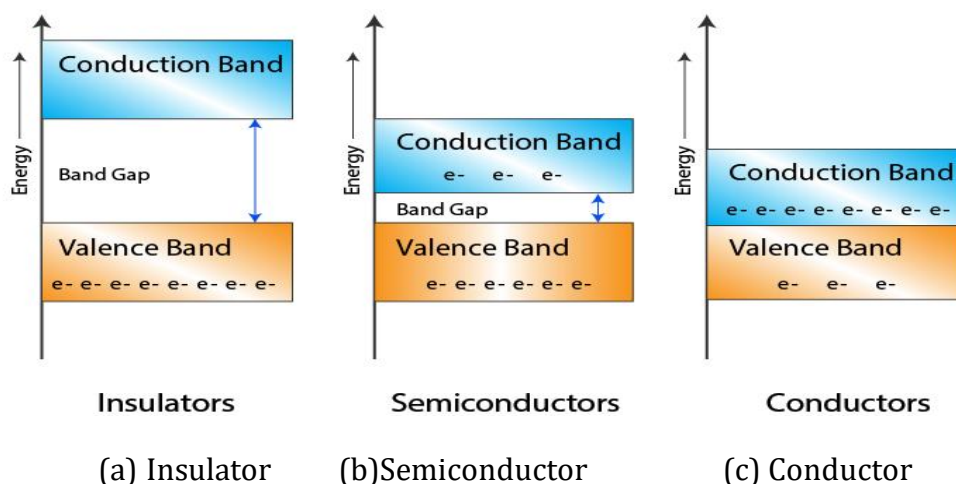 Energy
Conduction Band
Band Gap
Valence Band
e- e- e- e- e- e- e- e-
Insulators
Energy
Conduction Band
e- e- e-
Band Gap
Valence Band
e- e- e- e- e- e-
Semiconductors
Energy
Conduction Band
e- e- e- e- e- e- e- e-
Valence Band
e- e- e-
Conductors
(a) Insulator (b)Semiconductor (c) Conductor